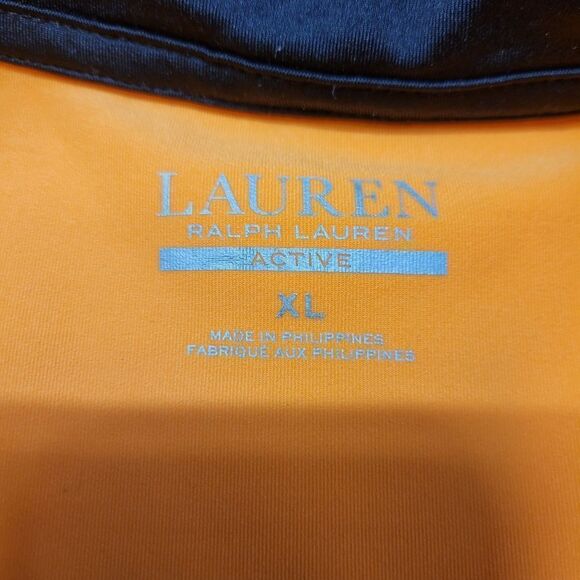 LAUREN
RALPH LAUREN
ACTIVE
XL
MADE IN PHILIPPINES
FABRIQUÉ AUX PHILIPPINES